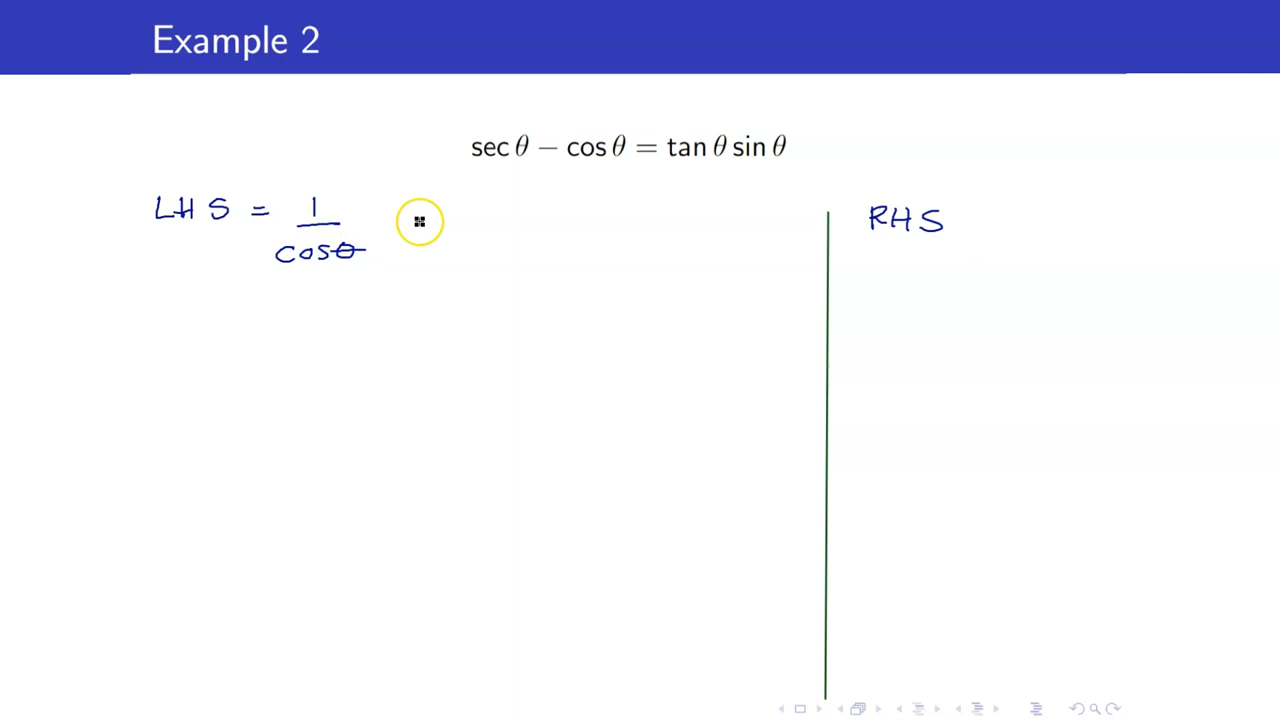 Example 2
sec θ − cos θ = tan θ sin θ
LHS = 1
cosθ
RHS